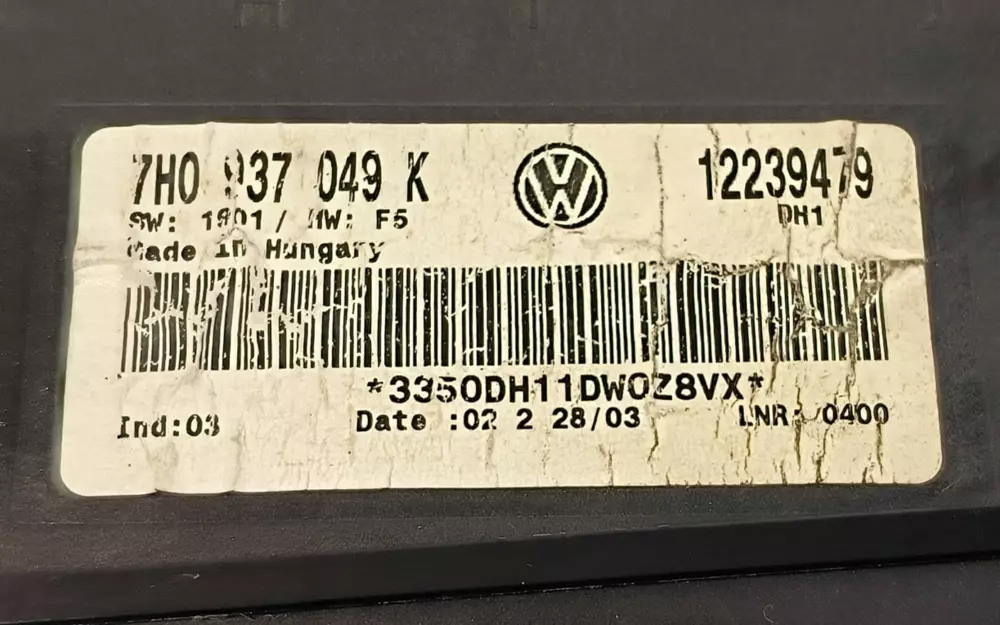 7H0 937 049 K 12239479
SW: 1801/ HW: F5 DH1
Made in Hungary
*3350DH11DW0Z8VX*
Ind:03 Date :02 2 28/03 LNR: 0400